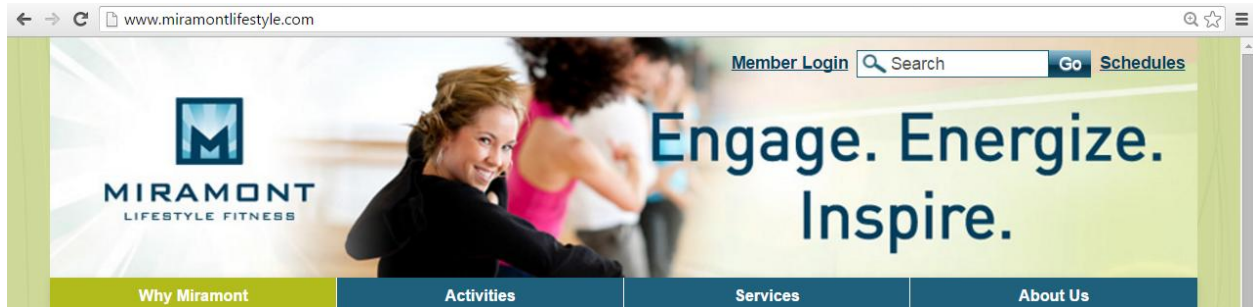 www.miramontlifestyle.com
Member Login Search Go Schedules
M
MIRAMONT
LIFESTYLE FITNESS
Engage. Energize.
Inspire.
Why Miramont Activities Services About Us